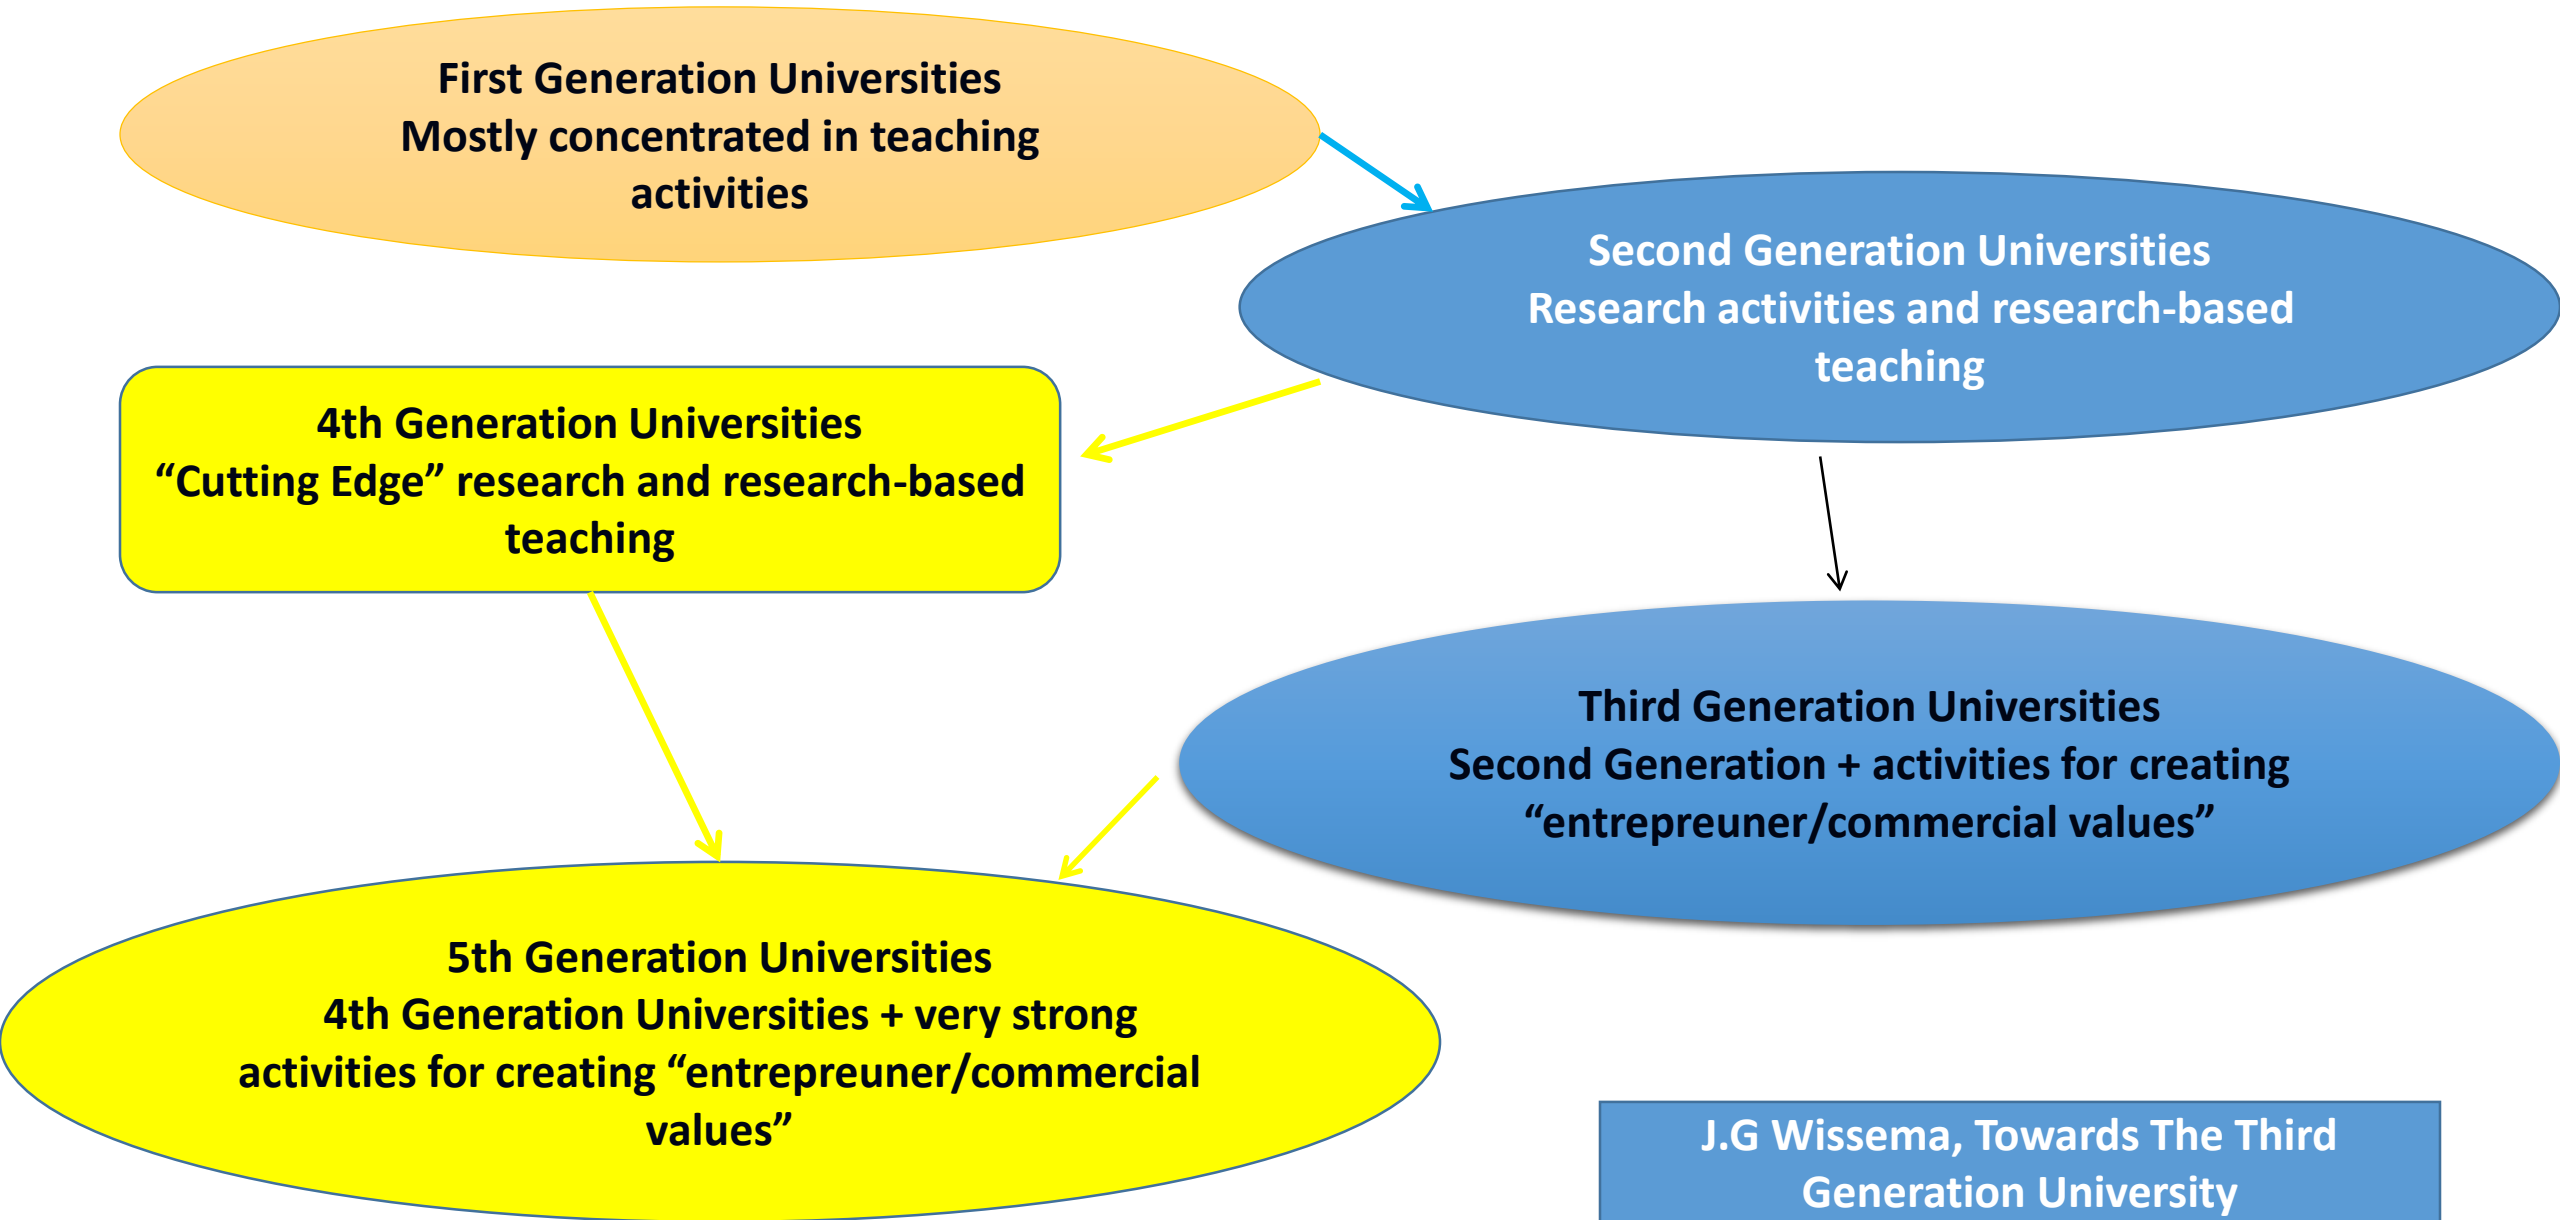 First Generation Universities
Mostly concentrated in teaching
activities
Second Generation Universities
Research activities and research-based
teaching
4th Generation Universities
“Cutting Edge” research and research-based
teaching
Third Generation Universities
Second Generation + activities for creating
“entrepreuner/commercial values”
5th Generation Universities
4th Generation Universities + very strong
activities for creating “entrepreuner/commercial
values”
J.G Wissema, Towards The Third
Generation University